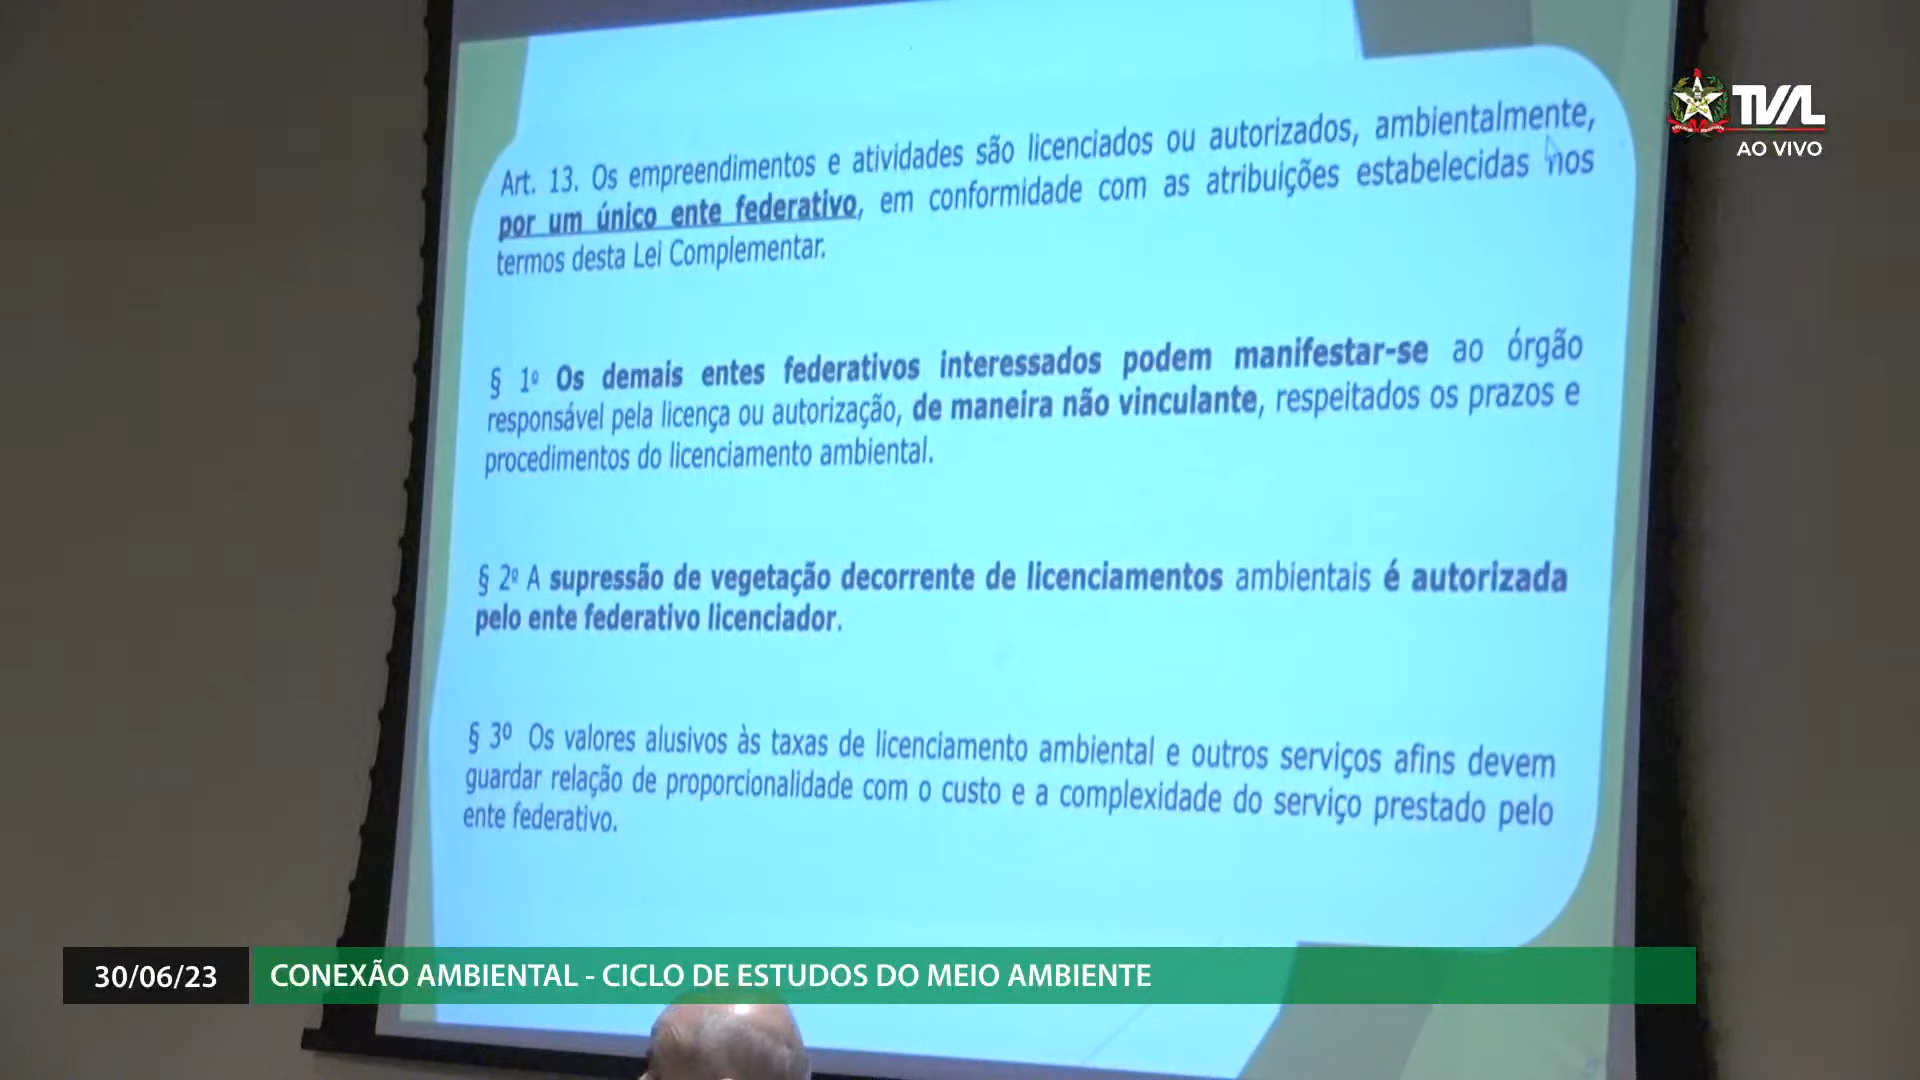 TVAL
AO VIVO
Art. 13. Os empreendimentos e atividades são licenciados ou autorizados, ambientalmente,
por um único ente federativo, em conformidade com as atribuições estabelecidas nos
termos desta Lei Complementar.
§ 1º Os demais entes federativos interessados podem manifestar-se ao órgão
responsável pela licença ou autorização, de maneira não vinculante, respeitados os prazos e
procedimentos do licenciamento ambiental.
§ 2º A supressão de vegetação decorrente de licenciamentos ambientais é autorizada
pelo ente federativo licenciador.
§ 3º Os valores alusivos às taxas de licenciamento ambiental e outros serviços afins devem
guardar relação de proporcionalidade com o custo e a complexidade do serviço prestado pelo
ente federativo.
30/06/23 CONEXÃO AMBIENTAL - CICLO DE ESTUDOS DO MEIO AMBIENTE